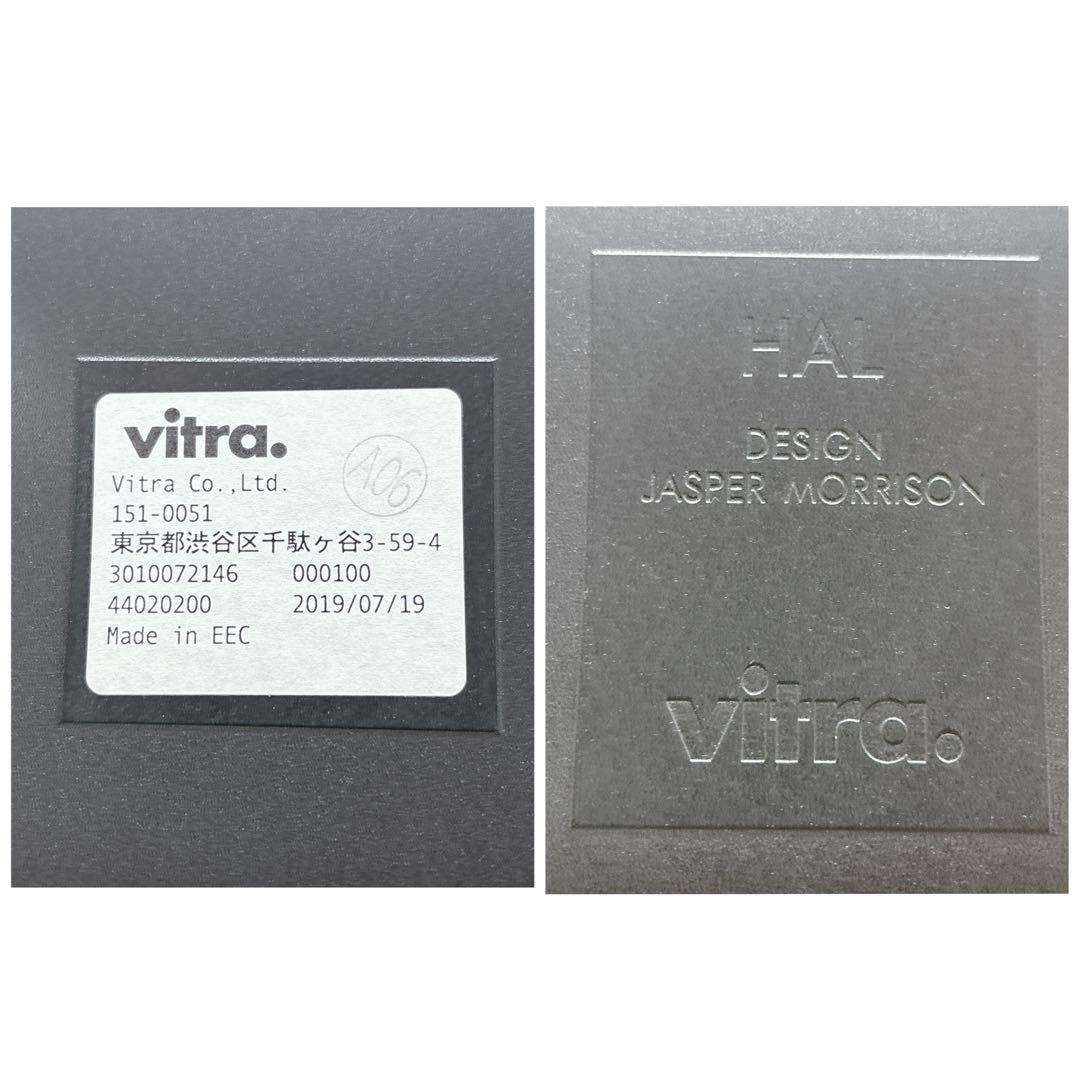 vitra.
A06
Vitra Co.,Ltd.
151-0051
東京都渋谷区千駄ヶ谷3-59-4
3010072146 000100
44020200 2019/07/19
Made in EEC
HAL
DESIGN
JASPER MORRISON
vitra.